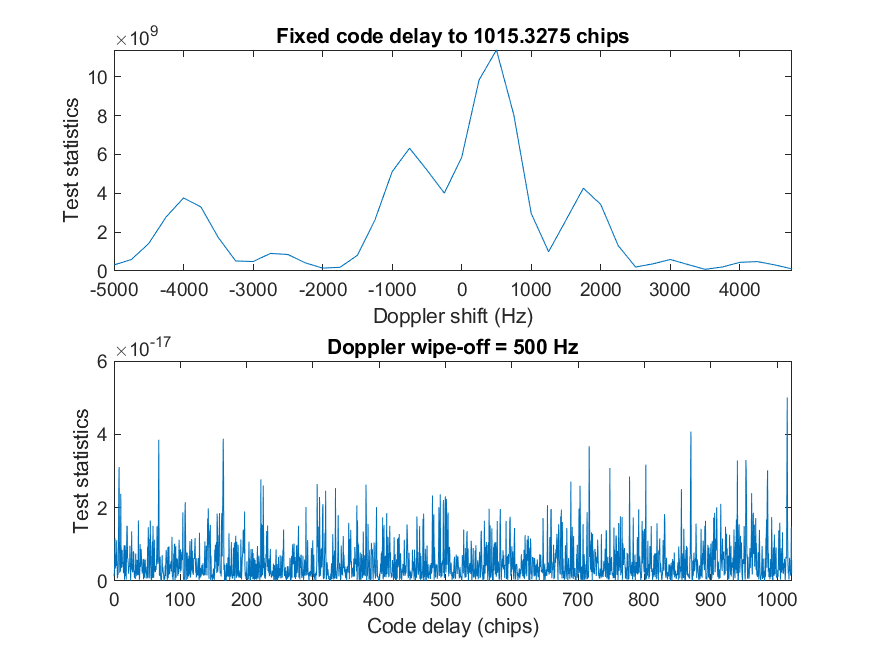 ×10^9
Fixed code delay to 1015.3275 chips
Test statistics
10
8
6
4
2
0
-5000 -4000 -3000 -2000 -1000 0 1000 2000 3000 4000
Doppler shift (Hz)
×10^-17
Doppler wipe-off = 500 Hz
Test statistics
6
4
2
0
0 100 200 300 400 500 600 700 800 900 1000
Code delay (chips)